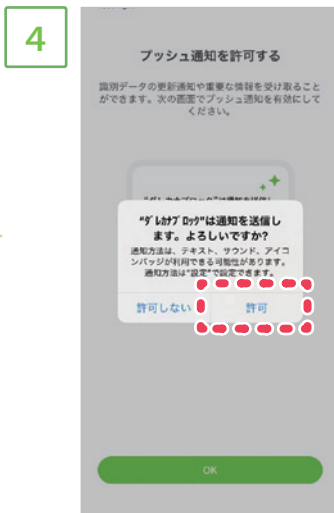 4
プッシュ通知を許可する
識別データの更新通知や重要な情報を受け取ること
ができます。次の画面でプッシュ通知を有効にして
ください。
“ダレカナブロック”は通知を送信し
ます。よろしいですか?
通知方法は、テキスト、サウンド、アイコ
ンバッジが利用できる可能性があります。
通知方法は“設定”で設定できます。
許可しない
許可
OK